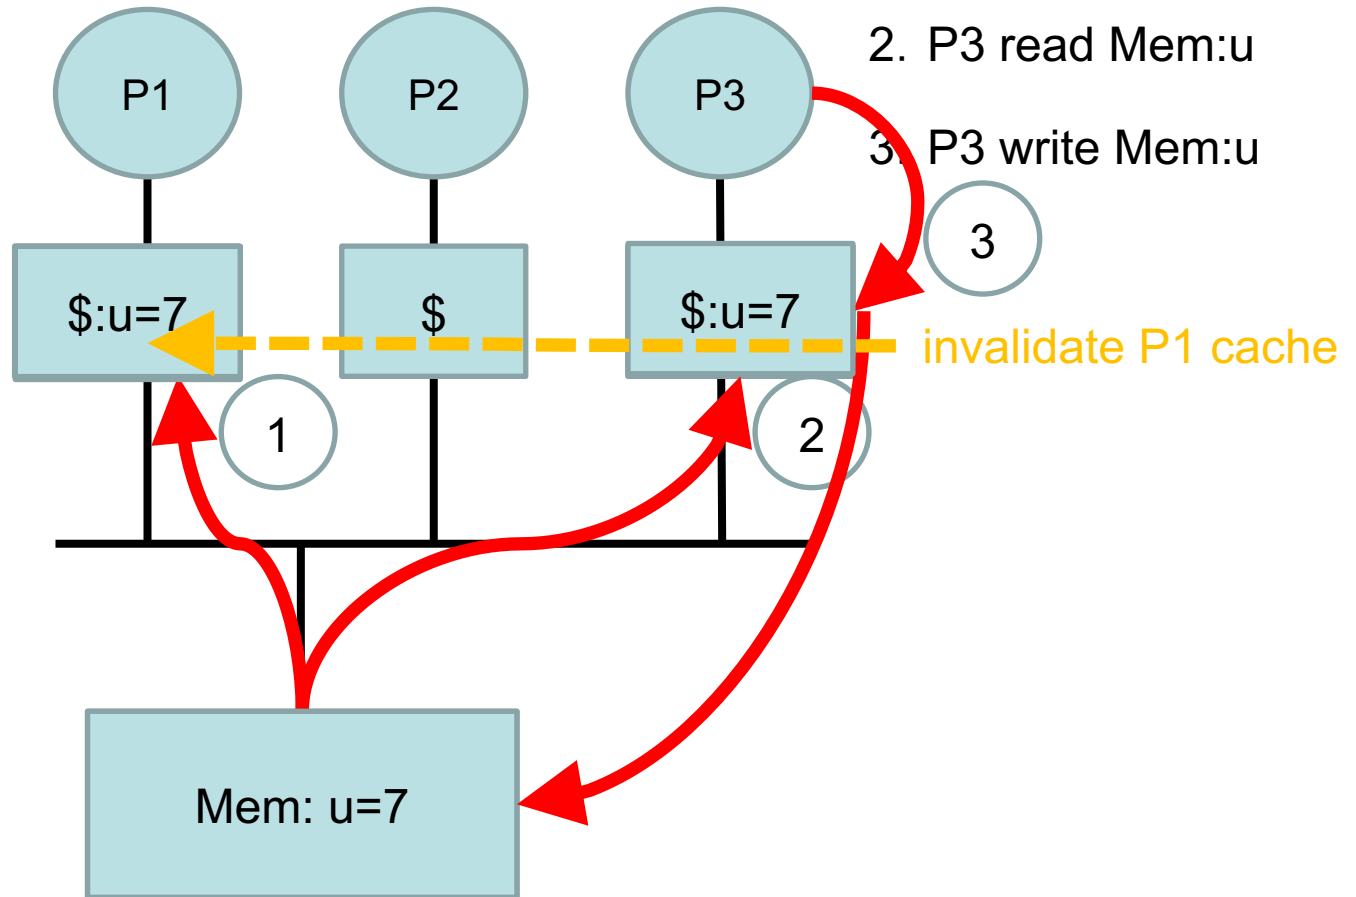 2. P3 read Mem:u
P1
P2
P3
3. P3 write Mem:u
3
$:u=7
$
$:u=7
invalidate P1 cache
1
2
Mem: u=7